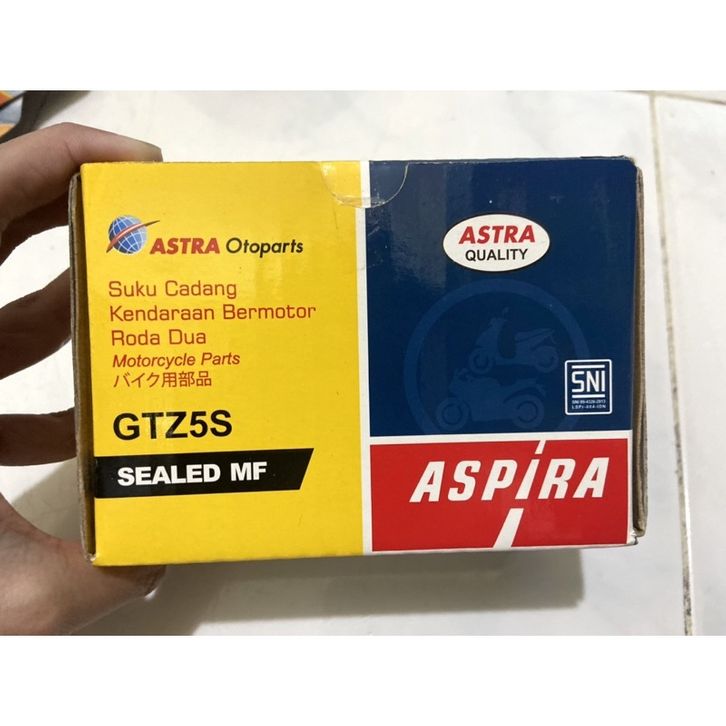 ASTRA Otoparts
Suku Cadang
Kendaraan Bermotor
Roda Dua
Motorcycle Parts
バイク用部品
GTZ5S
SEALED MF
ASTRA
QUALITY
SNI
ASPIRA